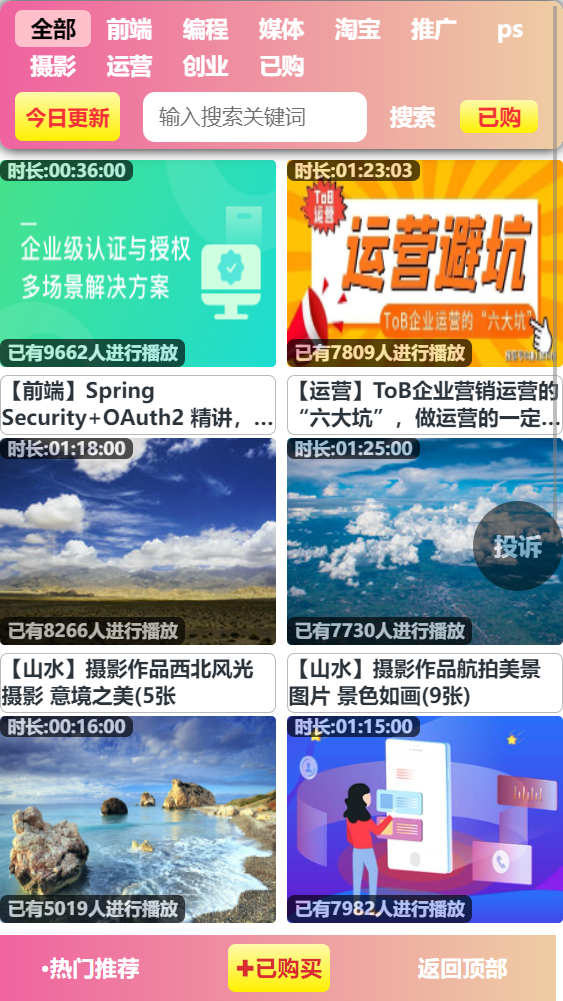 全部 前端 编程 媒体 淘宝 推广 ps
摄影 运营 创业 已购
今日更新 输入搜索关键词 搜索 已购
时长:00:36:00
企业级认证与授权
多场景解决方案
已有9662人进行播放
【前端】Spring
Security+OAuth2 精讲，...
时长:01:23:03
ToB
运营
运营避坑
ToB企业运营的“六大坑”
已有7809人进行播放
【运营】ToB企业营销运营的
“六大坑”，做运营的一定...
时长:01:18:00
已有8266人进行播放
【山水】摄影作品西北风光
摄影 意境之美(5张
时长:01:25:00
投诉
已有7730人进行播放
【山水】摄影作品航拍美景
图片 景色如画(9张)
时长:00:16:00
已有5019人进行播放
时长:01:15:00
已有7982人进行播放
•热门推荐 +已购买 返回顶部